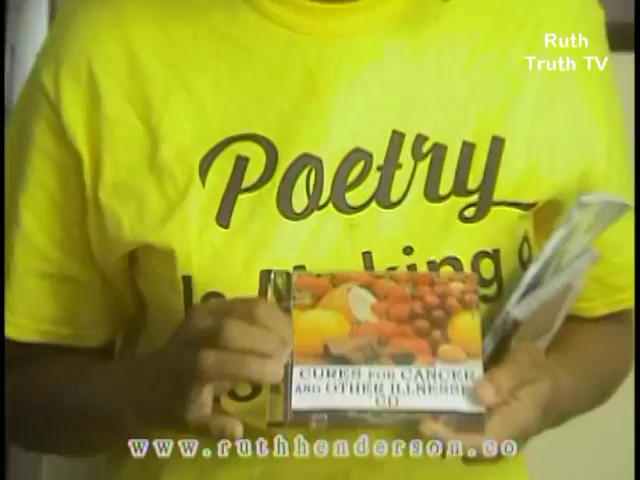 Ruth
Truth TV
Poetry
CURES FOR CANCER
AND OTHER ILLNESSES
CD
www.ruthhenderson.co